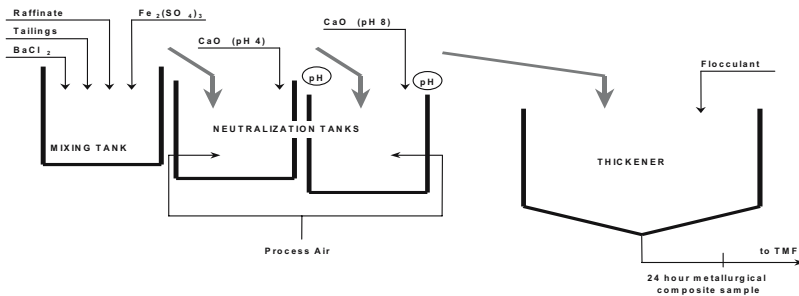 Raffinate
Fe₂(SO₄)₃
Tailings
BaCl₂
CaO (pH 4)
CaO (pH 8)
pH
pH
Flocculant
NEUTRALIZATION TANKS
MIXING TANK
THICKENER
Process Air
to TMF
24 hour metallurgical
composite sample